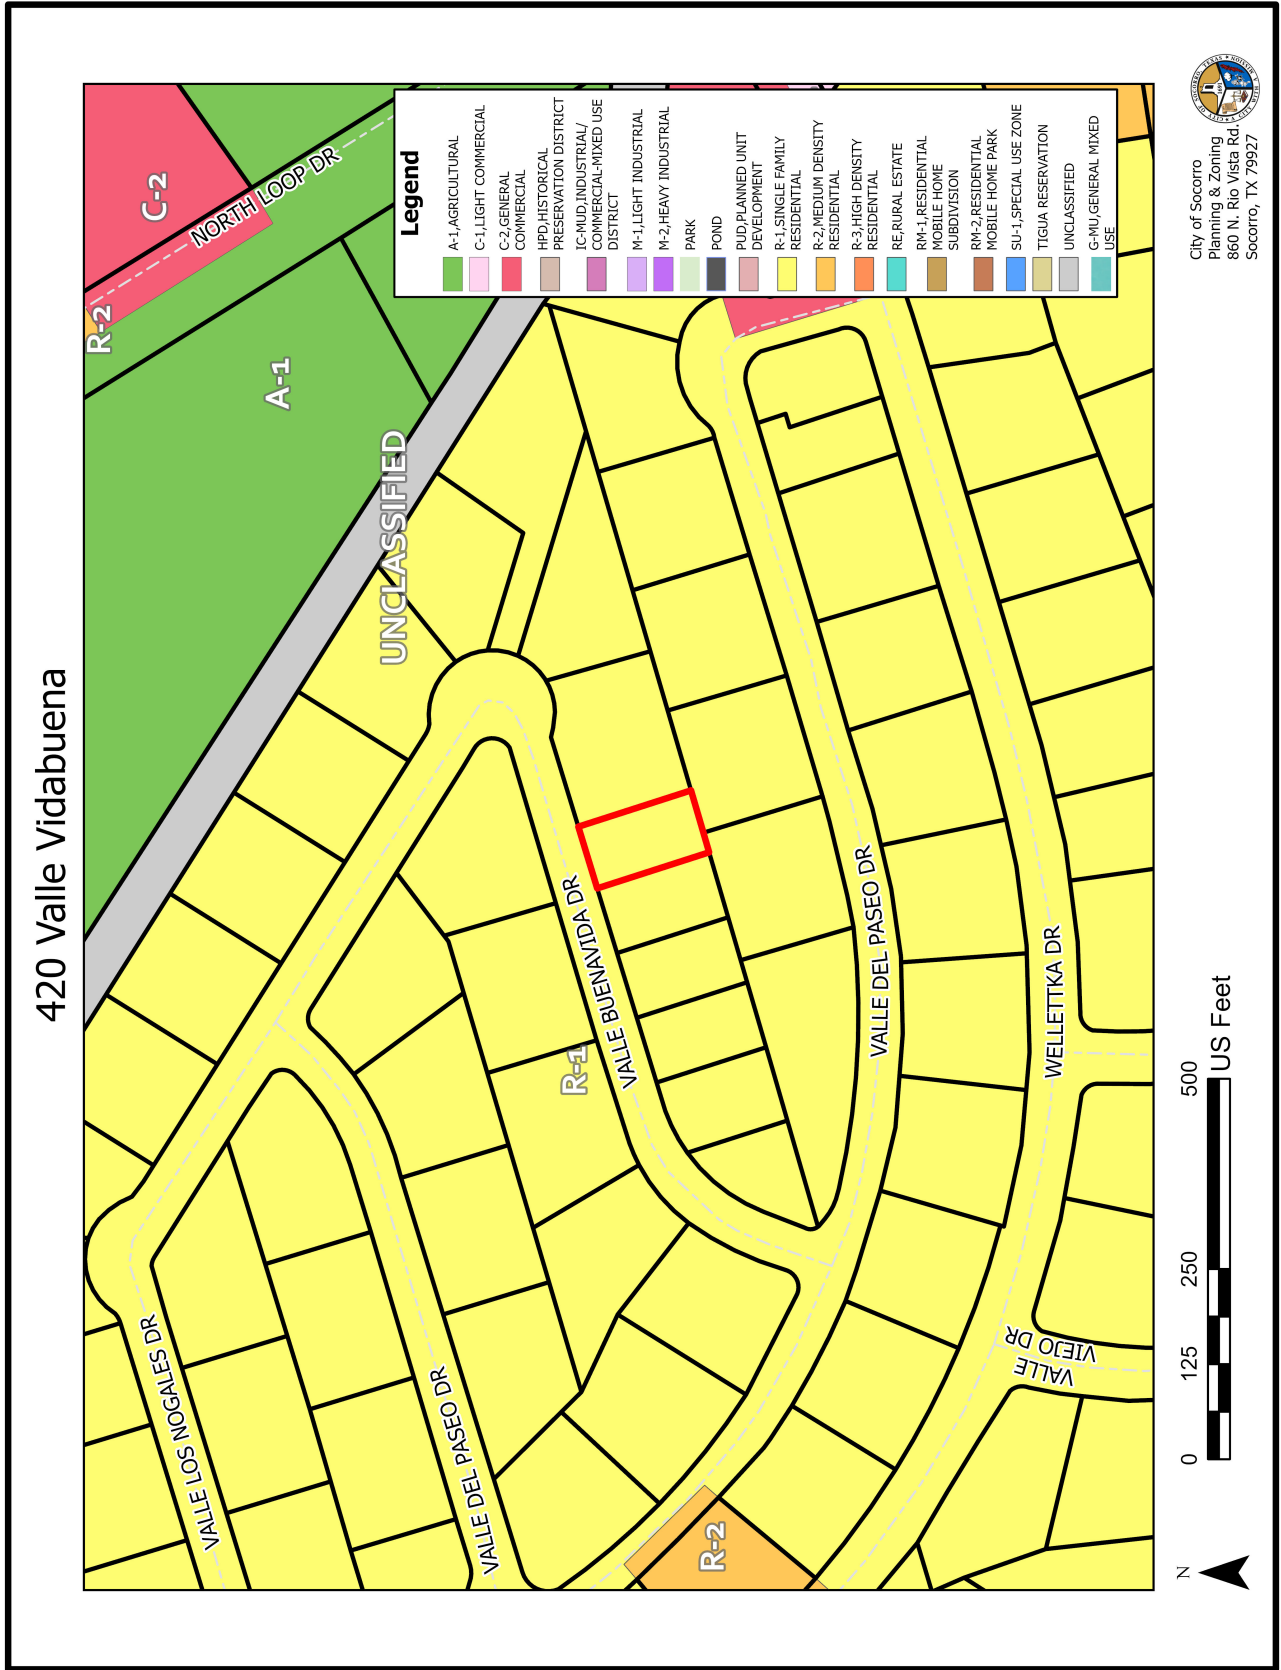 420 Valle Vidabuena
C-2
NORTH LOOP DR
R-2
A-1
UNCLASSIFIED
R-1
VALLE BUENAVIDA DR
VALLE DEL PASEO DR
WELLETTKA DR
VALLE LOS NOGALES DR
VALLE DEL PASEO DR
VALLE
VIEJO DR
R-2
Legend
A-1,AGRICULTURAL
C-1,LIGHT COMMERCIAL
C-2,GENERAL
COMMERCIAL
HPD,HISTORICAL
PRESERVATION DISTRICT
IC-MUD,INDUSTRIAL/
COMMERCIAL-MIXED USE
DISTRICT
M-1,LIGHT INDUSTRIAL
M-2,HEAVY INDUSTRIAL
PARK
POND
PUD,PLANNED UNIT
DEVELOPMENT
R-1,SINGLE FAMILY
RESIDENTIAL
R-2,MEDIUM DENSITY
RESIDENTIAL
R-3,HIGH DENSITY
RESIDENTIAL
RE,RURAL ESTATE
RM-1,RESIDENTIAL
MOBILE HOME
SUBDIVISION
RM-2,RESIDENTIAL
MOBILE HOME PARK
SU-1,SPECIAL USE ZONE
TIGUA RESERVATION
UNCLASSIFIED
G-MU,GENERAL MIXED
USE
N
0 125 250 500
US Feet
City of Socorro
Planning & Zoning
860 N. Rio Vista Rd.
Socorro, TX 79927